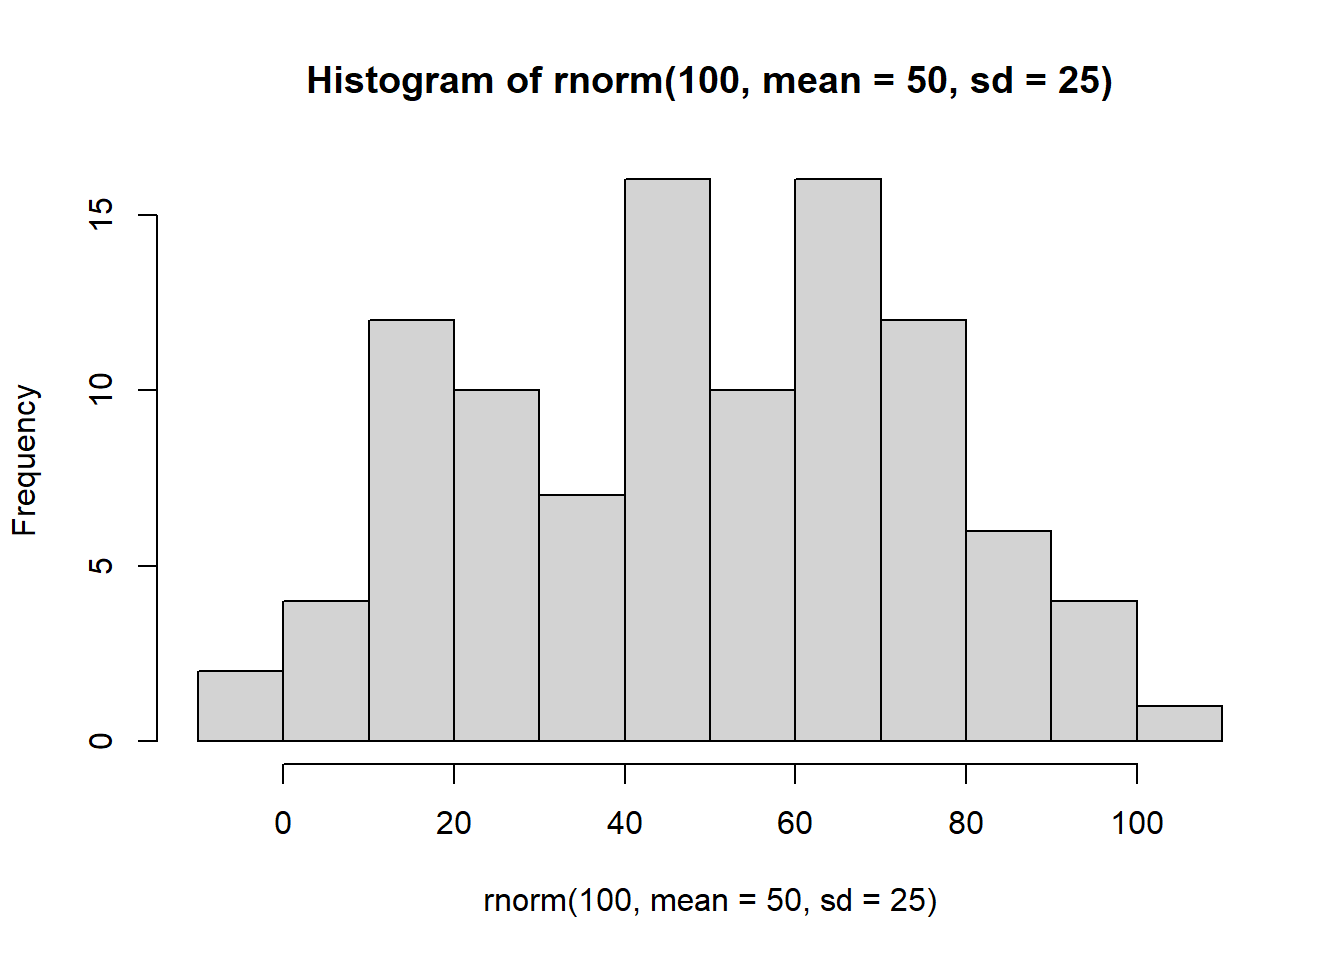 Histogram of rnorm(100, mean = 50, sd = 25)
Frequency
15
10
5
0
0 20 40 60 80 100
rnorm(100, mean = 50, sd = 25)